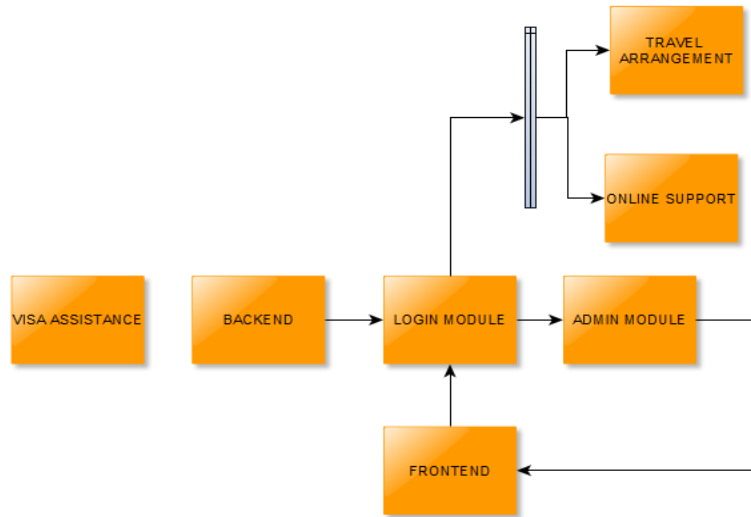 TRAVEL
ARRANGEMENT
ONLINE SUPPORT
VISA ASSISTANCE
BACKEND
LOGIN MODULE
ADMIN MODULE
FRONTEND